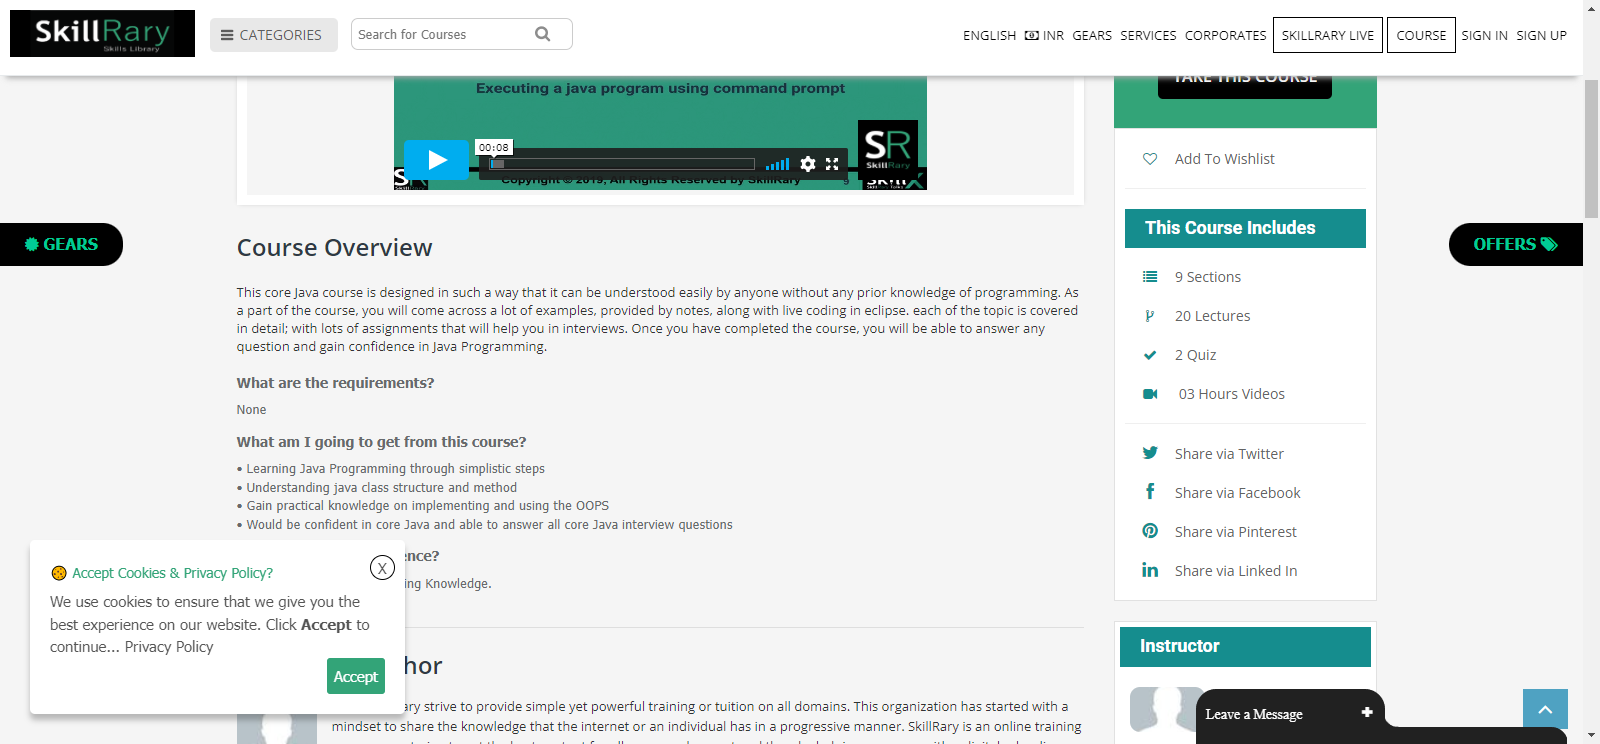 SkillRary
Skills Library
CATEGORIES
Search for Courses
ENGLISH INR GEARS SERVICES CORPORATES SKILLRARY LIVE COURSE SIGN IN SIGN UP
TAKE THIS COURSE
Executing a java program using command prompt
00:08
SR
SkillRary
Copyright © 2019, All Rights Reserved by SkillRary
9
GEARS
OFFERS
Add To Wishlist
This Course Includes
9 Sections
20 Lectures
2 Quiz
03 Hours Videos
Share via Twitter
Share via Facebook
Share via Pinterest
Share via Linked In
Instructor
Course Overview
This core Java course is designed in such a way that it can be understood easily by anyone without any prior knowledge of programming. As
a part of the course, you will come across a lot of examples, provided by notes, along with live coding in eclipse. each of the topic is covered
in detail; with lots of assignments that will help you in interviews. Once you have completed the course, you will be able to answer any
question and gain confidence in Java Programming.
What are the requirements?
None
What am I going to get from this course?
• Learning Java Programming through simplistic steps
• Understanding java class structure and method
• Gain practical knowledge on implementing and using the OOPS
• Would be confident in core Java and able to answer all core Java interview questions
ence?
ing Knowledge.
hor
ary strive to provide simple yet powerful training or tuition on all domains. This organization has started with a
mindset to share the knowledge that the internet or an individual has in a progressive manner. SkillRary is an online training
Accept Cookies & Privacy Policy?
X
We use cookies to ensure that we give you the
best experience on our website. Click Accept to
continue... Privacy Policy
Accept
Leave a Message